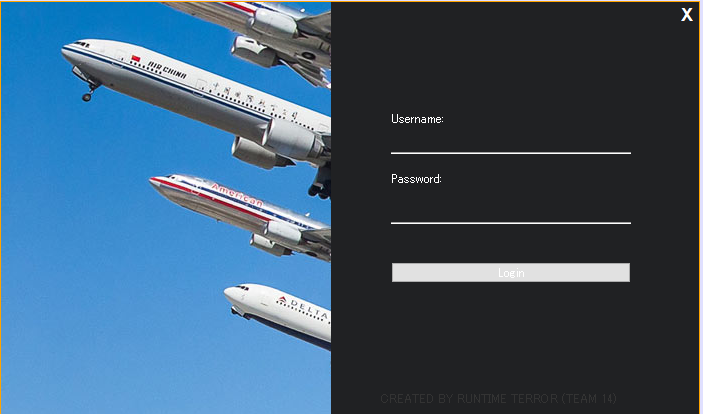 X
AIR CHINA
中国国际航空公司
American
DELTA
Username:
Password:
Login
CREATED BY RUNTIME TERROR (TEAM 14)